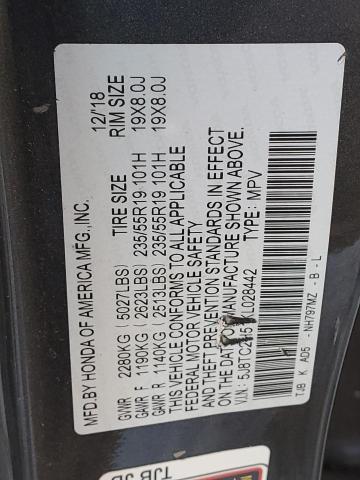 MFD.BY HONDA OF AMERICA MFG.,INC. 12/18
TIRE SIZE RIM SIZE
GVWR 2280KG (5027LBS)
GAWR F 1190KG (2623LBS) 235/55R19 101H 19X8.0J
GAWR R 1140KG (2513LBS) 235/55R19 101H 19X8.0J
THIS VEHICLE CONFORMS TO ALL APPLICABLE
FEDERAL MOTOR VEHICLE SAFETY
AND THEFT PREVENTION STANDARDS IN EFFECT
ON THE DATE OF MANUFACTURE SHOWN ABOVE.
V.I.N: TYPE: MPV
TJB K A05 - NH797MZ - B - L
TJB